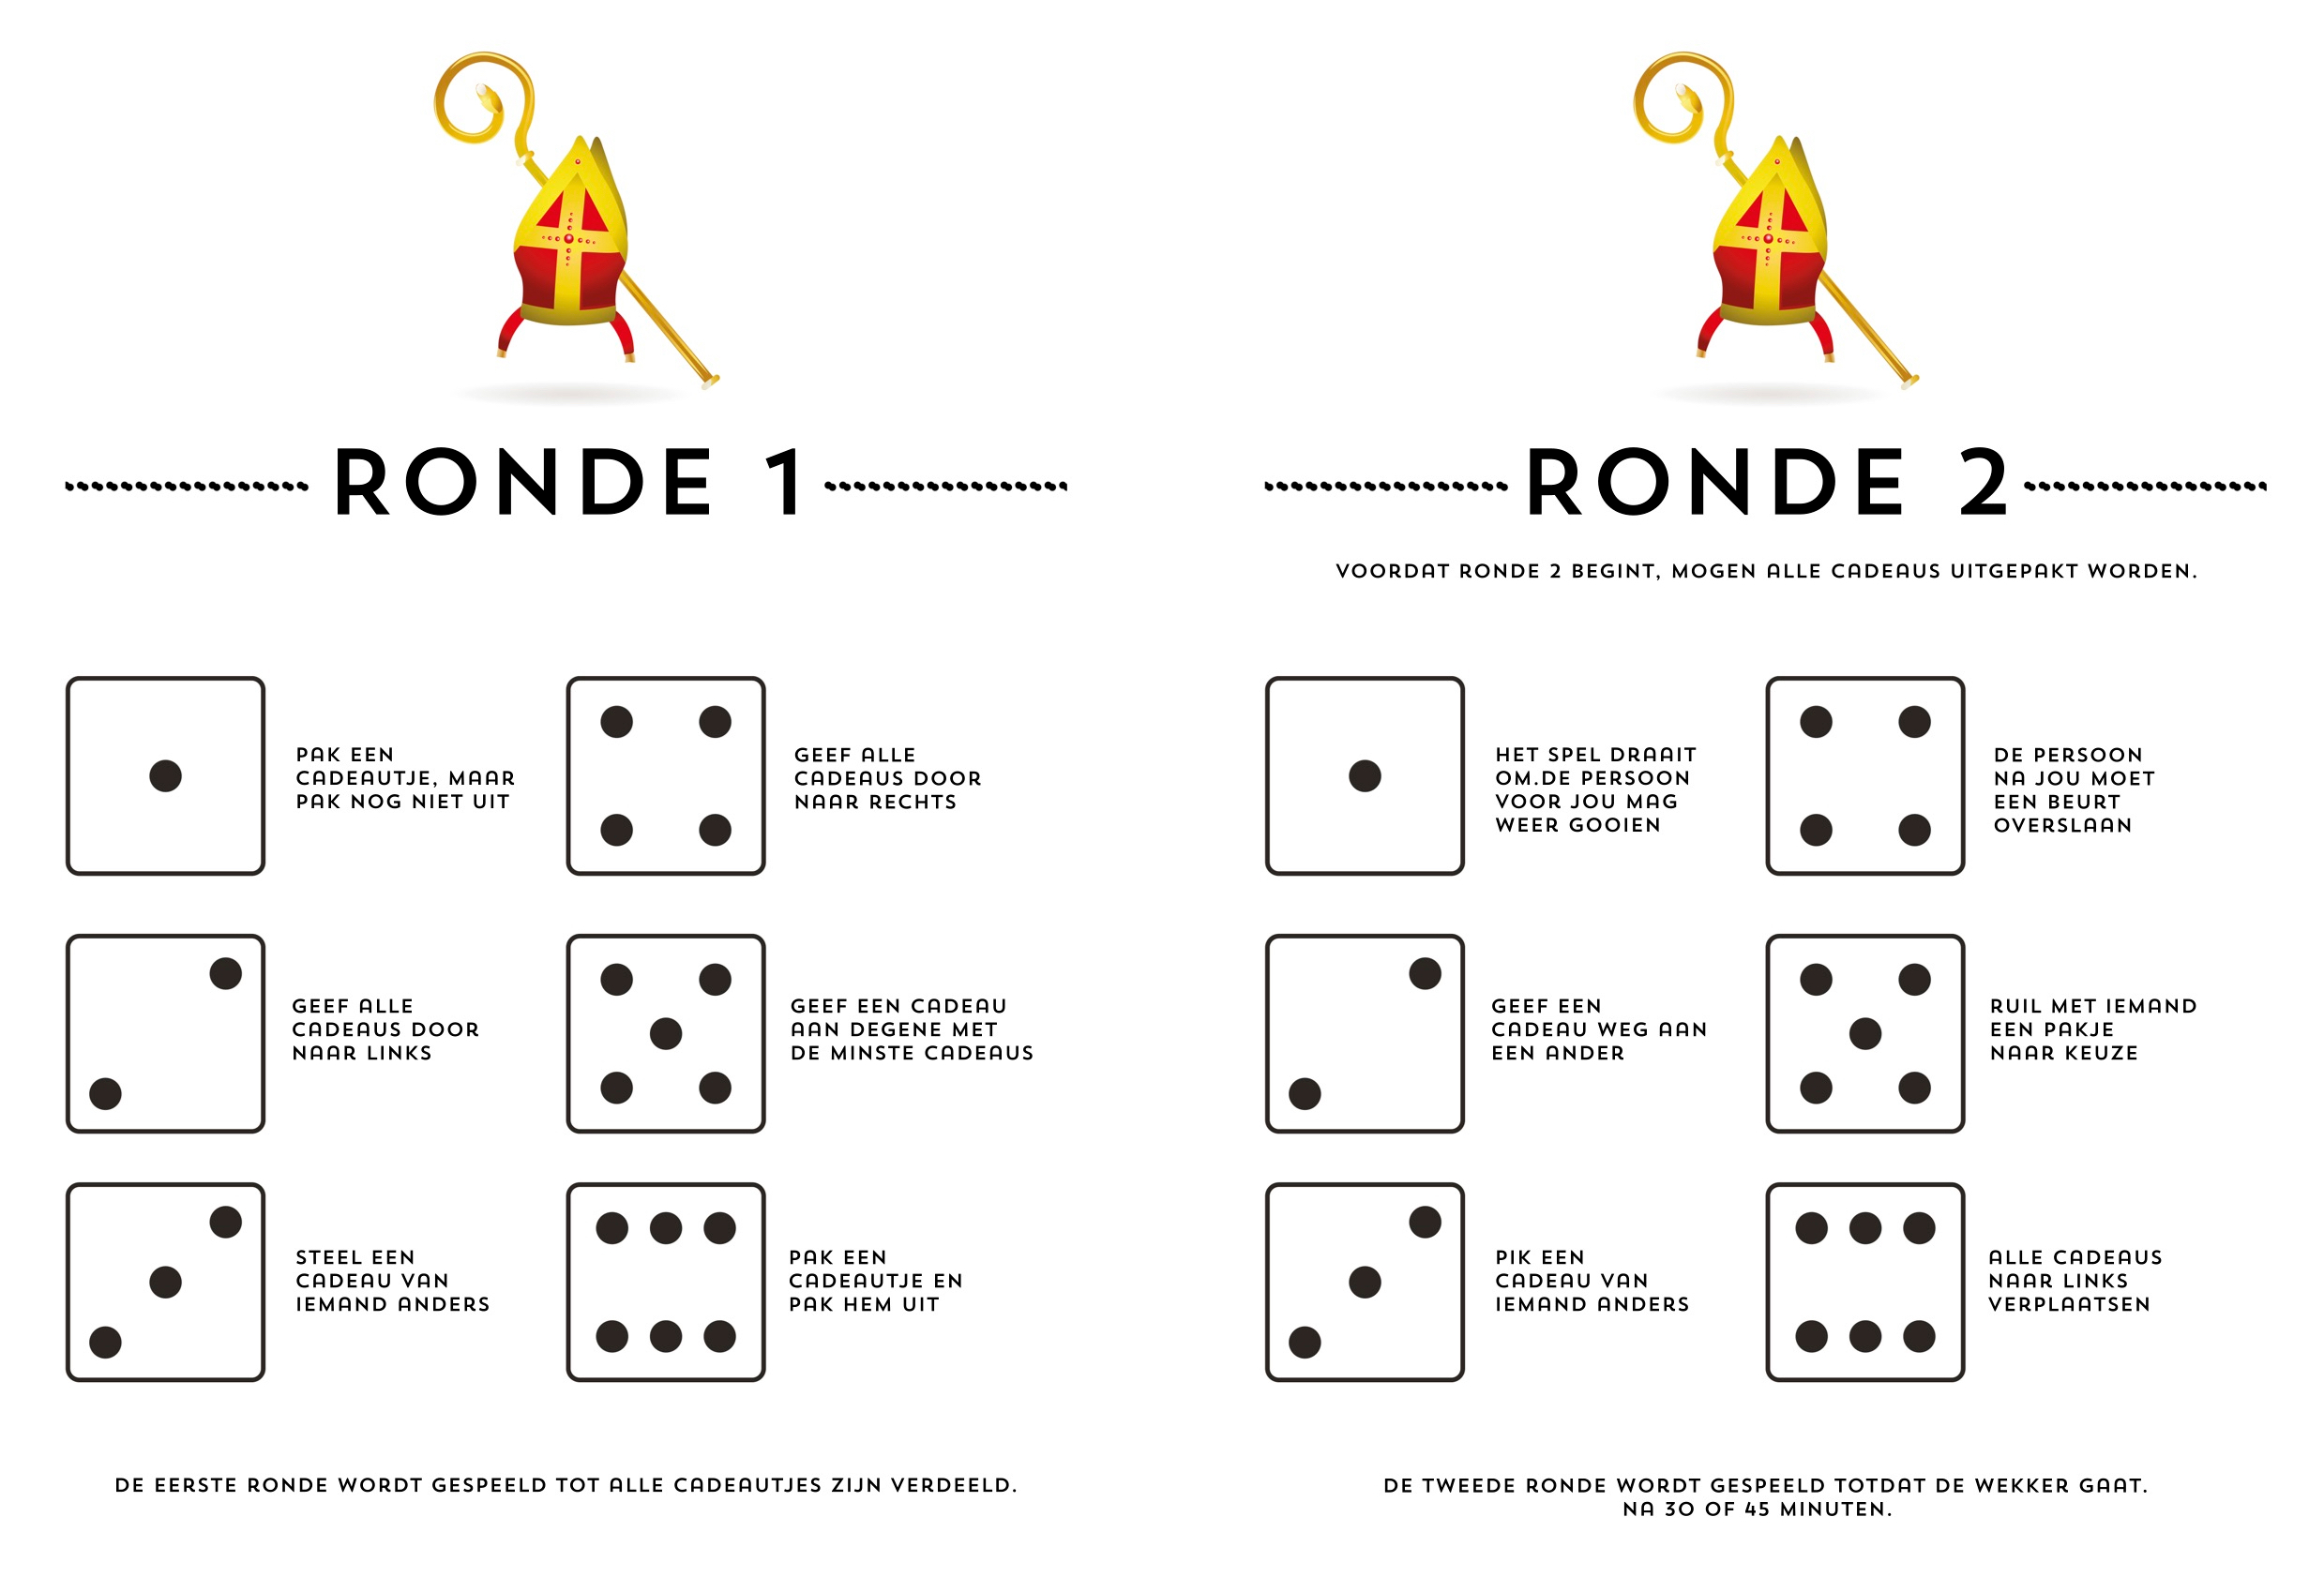 RONDE 1
PAK EEN
CADEAUTJE, MAAR
PAK NOG NIET UIT
GEEF ALLE
CADEAUS DOOR
NAAR RECHTS
GEEF ALLE
CADEAUS DOOR
NAAR LINKS
GEEF EEN CADEAU
AAN DEGENE MET
DE MINSTE CADEAUS
STEEL EEN
CADEAU VAN
IEMAND ANDERS
PAK EEN
CADEAUTJE EN
PAK HEM UIT
DE EERSTE RONDE WORDT GESPEELD TOT ALLE CADEAUTJES ZIJN VERDEELD.
RONDE 2
VOORDAT RONDE 2 BEGINT, MOGEN ALLE CADEAUS UITGEPAKT WORDEN.
HET SPEL DRAAIT
OM.DE PERSOON
VOOR JOU MAG
WEER GOOIEN
DE PERSOON
NA JOU MOET
EEN BEURT
OVERSLAAN
GEEF EEN
CADEAU WEG AAN
EEN ANDER
RUIL MET IEMAND
EEN PAKJE
NAAR KEUZE
PIK EEN
CADEAU VAN
IEMAND ANDERS
ALLE CADEAUS
NAAR LINKS
VERPLAATSEN
DE TWEEDE RONDE WORDT GESPEELD TOTDAT DE WEKKER GAAT.
NA 30 OF 45 MINUTEN.